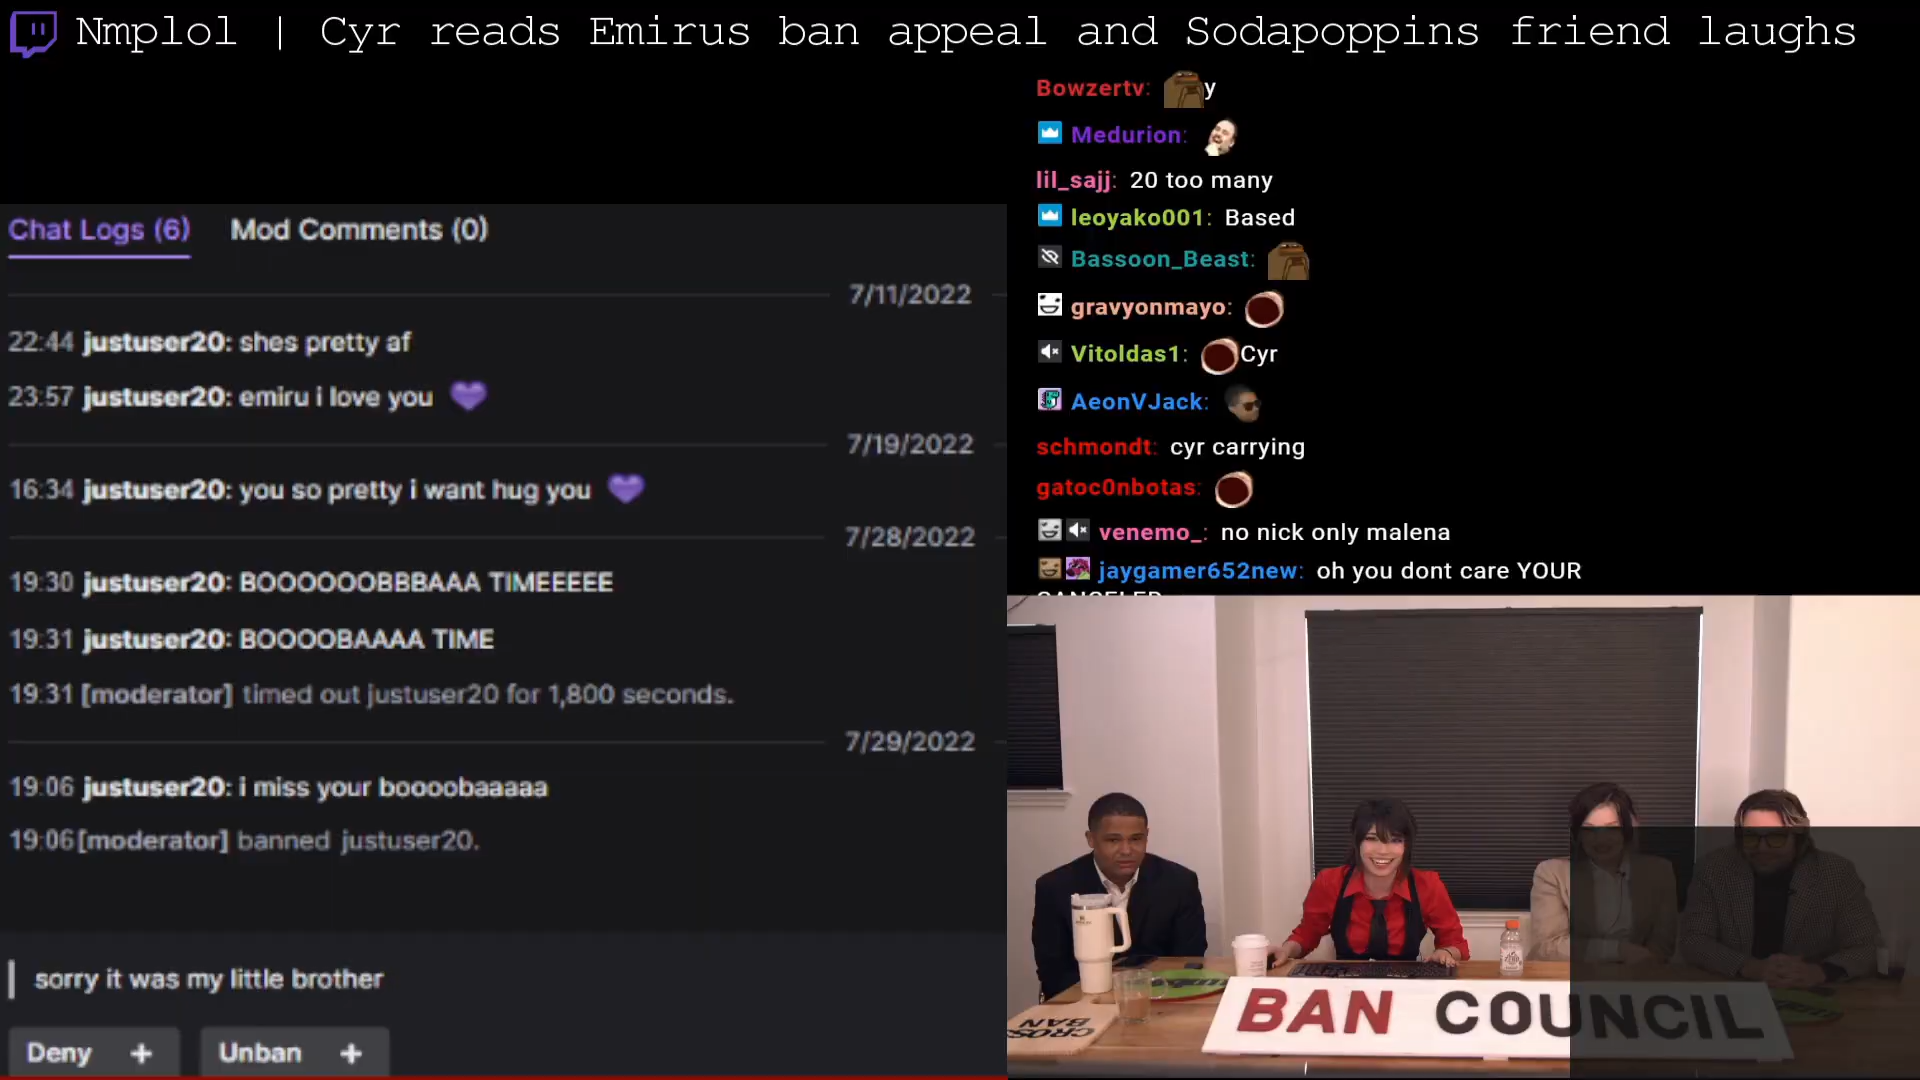 Nmplol | Cyr reads Emirus ban appeal and Sodapoppins friend laughs
Chat Logs (6) Mod Comments (0)
7/11/2022
22:44 justuser20: shes pretty af
23:57 justuser20: emiru i love you
7/19/2022
16:34 justuser20: you so pretty i want hug you
7/28/2022
19:30 justuser20: BOOOOOOBBBAAA TIMEEEEE
19:31 justuser20: BOOOOBAAAA TIME
19:31 [moderator] timed out justuser20 for 1,800 seconds.
7/29/2022
19:06 justuser20: i miss your boooobaaaaa
19:06 [moderator] banned justuser20.
sorry it was my little brother
Deny +
Unban +
Bowzertv: y
Medurion:
lil_sajj: 20 too many
leoyako001: Based
Bassoon_Beast:
gravyonmayo:
Vitoldas1: Cyr
AeonVJack:
schmondt: cyr carrying
gatoc0nbotas:
venemo_: no nick only malena
jaygamer652new: oh you dont care YOUR
CANCELED
BAN COUNCIL
CROSS
BAN